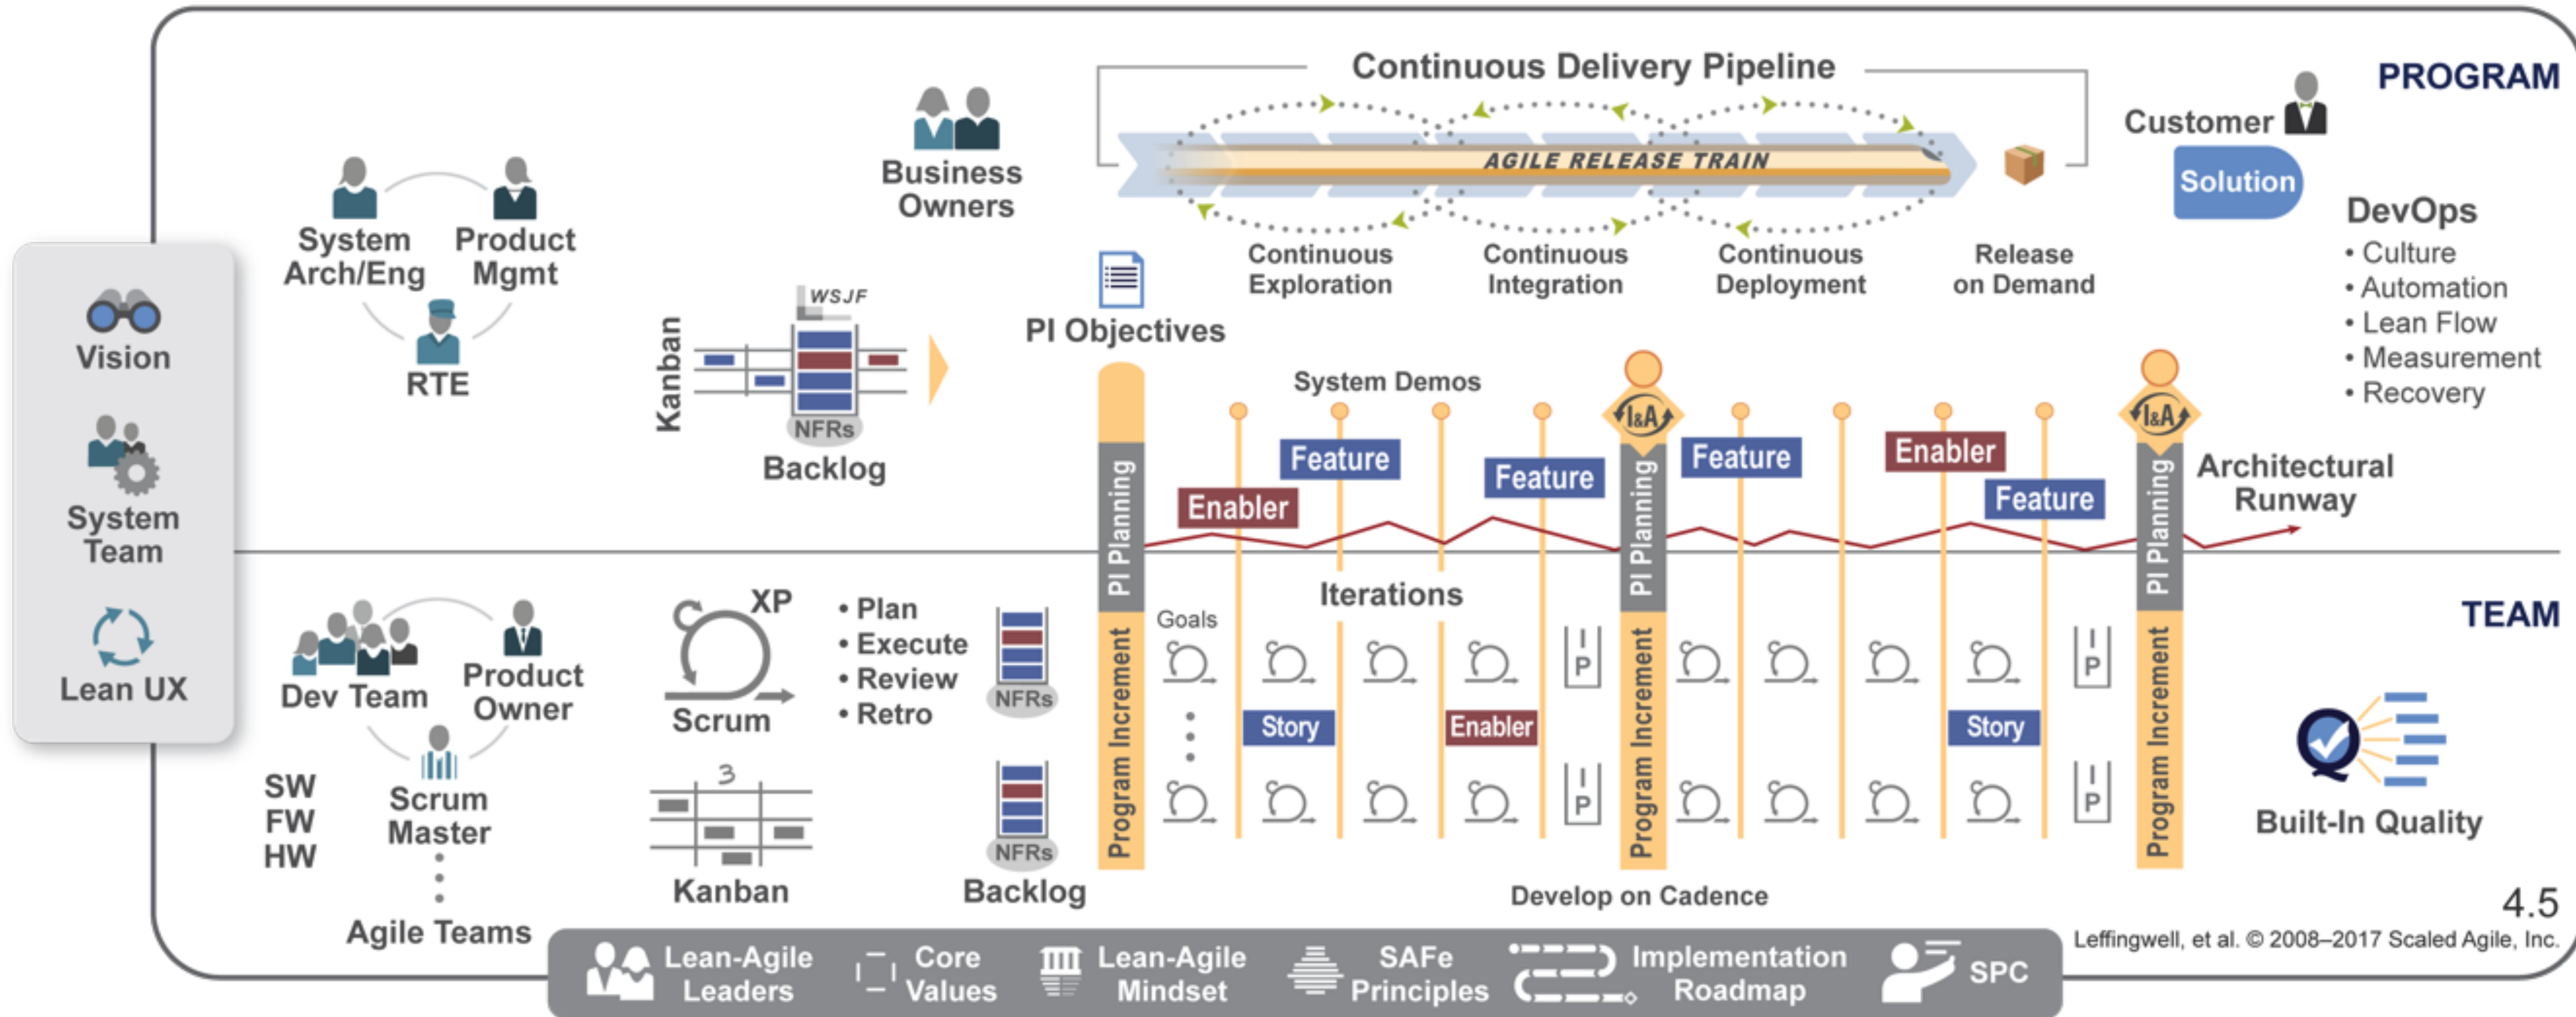 Continuous Delivery Pipeline
PROGRAM
Customer
Solution
AGILE RELEASE TRAIN
Business
Owners
System
Arch/Eng
Product
Mgmt
RTE
Continuous
Exploration
Continuous
Integration
Continuous
Deployment
Release
on Demand
DevOps
• Culture
• Automation
• Lean Flow
• Measurement
• Recovery
Vision
System
Team
Lean UX
Kanban
WSJF
NFRs
Backlog
PI Objectives
System Demos
I&A
I&A
Feature
Feature
Enabler
Feature
Enabler
Feature
PI Planning
PI Planning
PI Planning
Architectural
Runway
TEAM
Dev Team
Product
Owner
Scrum
Master
SW
FW
HW
Agile Teams
XP
Scrum
• Plan
• Execute
• Review
• Retro
3
Kanban
NFRs
NFRs
Backlog
Program Increment
Program Increment
Program Increment
Iterations
Goals
I
P
I
P
I
P
I
P
Story
Enabler
Story
Develop on Cadence
Built-In Quality
4.5
Leffingwell, et al. © 2008–2017 Scaled Agile, Inc.
Lean-Agile
Leaders
Core
Values
Lean-Agile
Mindset
SAFe
Principles
Implementation
Roadmap
SPC